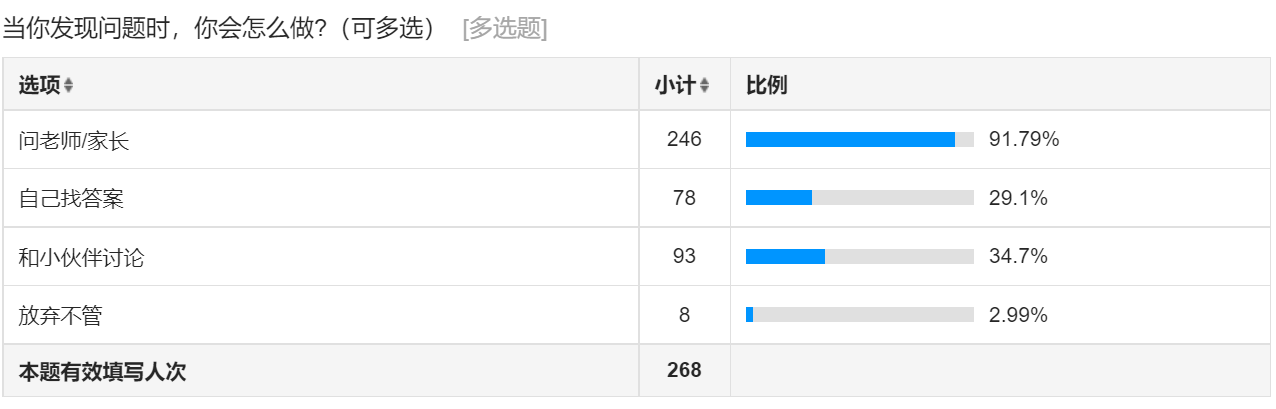 当你发现问题时，你会怎么做?（可多选） [多选题]
选项 小计 比例
问老师/家长 246 91.79%
自己找答案 78 29.1%
和小伙伴讨论 93 34.7%
放弃不管 8 2.99%
本题有效填写人次 268